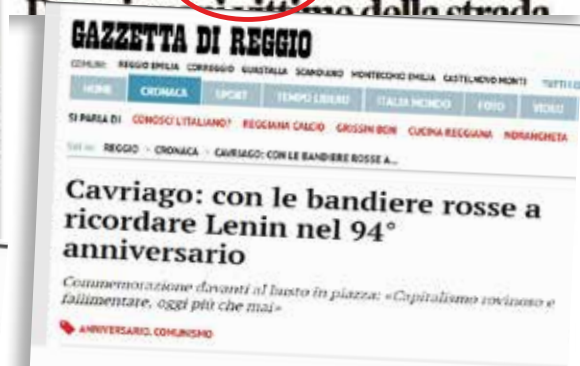 della strada
GAZZETTA DI REGGIO
COMUNI: REGGIO EMILIA CORREGGIO GUASTALLA SCANDIANO MONTECCHIO EMILIA CASTELNOVO MONTI
HOME CRONACA SPORT TEMPO LIBERO ITALIA MONDO FOTO VIDEO
SI PARLA DI CONOSCI L'ITALIANO? REGGIANA CALCIO GRISSIN BON CUCINA REGGIANA NDRANGHETA
REGGIO > CRONACA > CAVRIAGO: CON LE BANDIERE ROSSE A...
Cavriago: con le bandiere rosse a
ricordare Lenin nel 94°
anniversario
Commemorazione davanti al busto in piazza: «Capitalismo rovinoso e
fallimentare, oggi più che mai»
ANNIVERSARIO, COMUNISMO